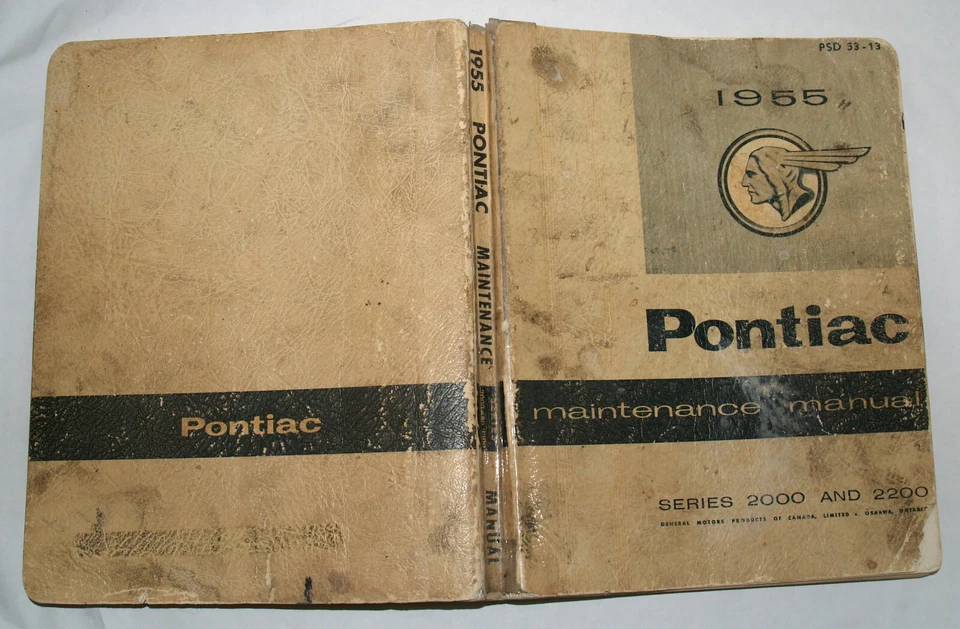 Pontiac
1955 PONTIAC MAINTENANCE MANUAL
PSD 53-13
1955
Pontiac
maintenance manual
SERIES 2000 AND 2200
GENERAL MOTORS PRODUCTS OF CANADA, LIMITED • OSHAWA, ONTARIO